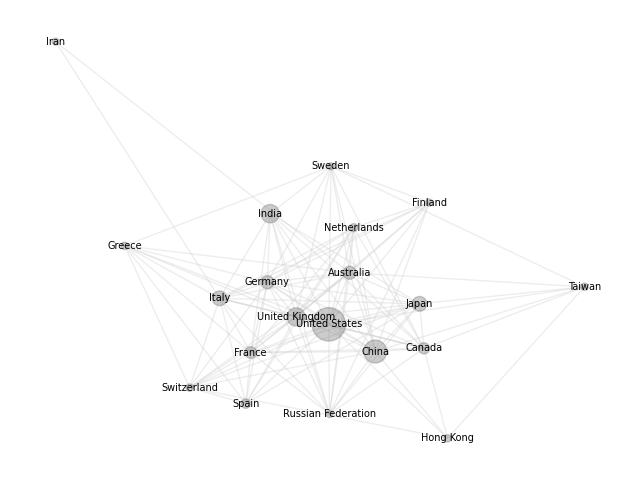 Iran
Sweden
Finland
India
Netherlands
Greece
Australia
Germany
Taiwan
Italy
Japan
United Kingdom
United States
Canada
France
China
Switzerland
Spain
Russian Federation
Hong Kong